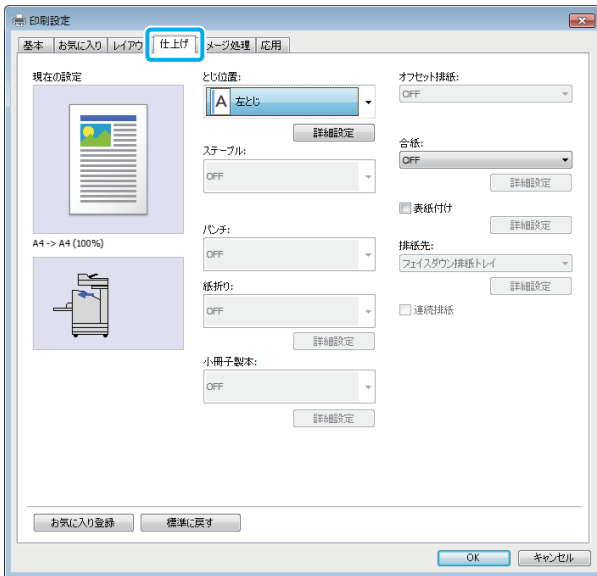 印刷設定
基本 お気に入り レイアウ 仕上げ メージ処理 応用
現在の設定
A4 -> A4 (100%)
とじ位置:
A 左とじ
詳細設定
ステープル:
OFF
パンチ:
OFF
紙折り:
OFF
詳細設定
小冊子製本:
OFF
詳細設定
オフセット排紙:
OFF
合紙:
OFF
詳細設定
表紙付け
詳細設定
排紙先:
フェイスダウン排紙トレイ
詳細設定
連続排紙
お気に入り登録 標準に戻す
OK キャンセル